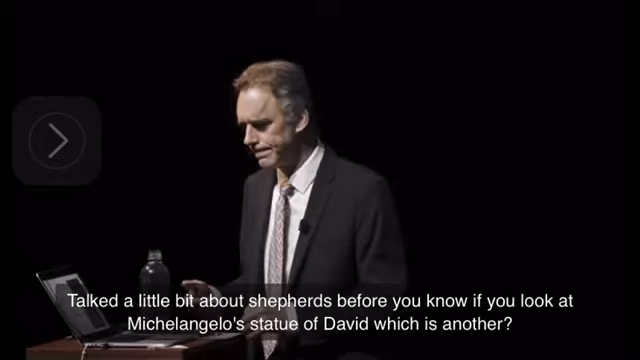 Talked a little bit about shepherds before you know if you look at
Michelangelo's statue of David which is another?